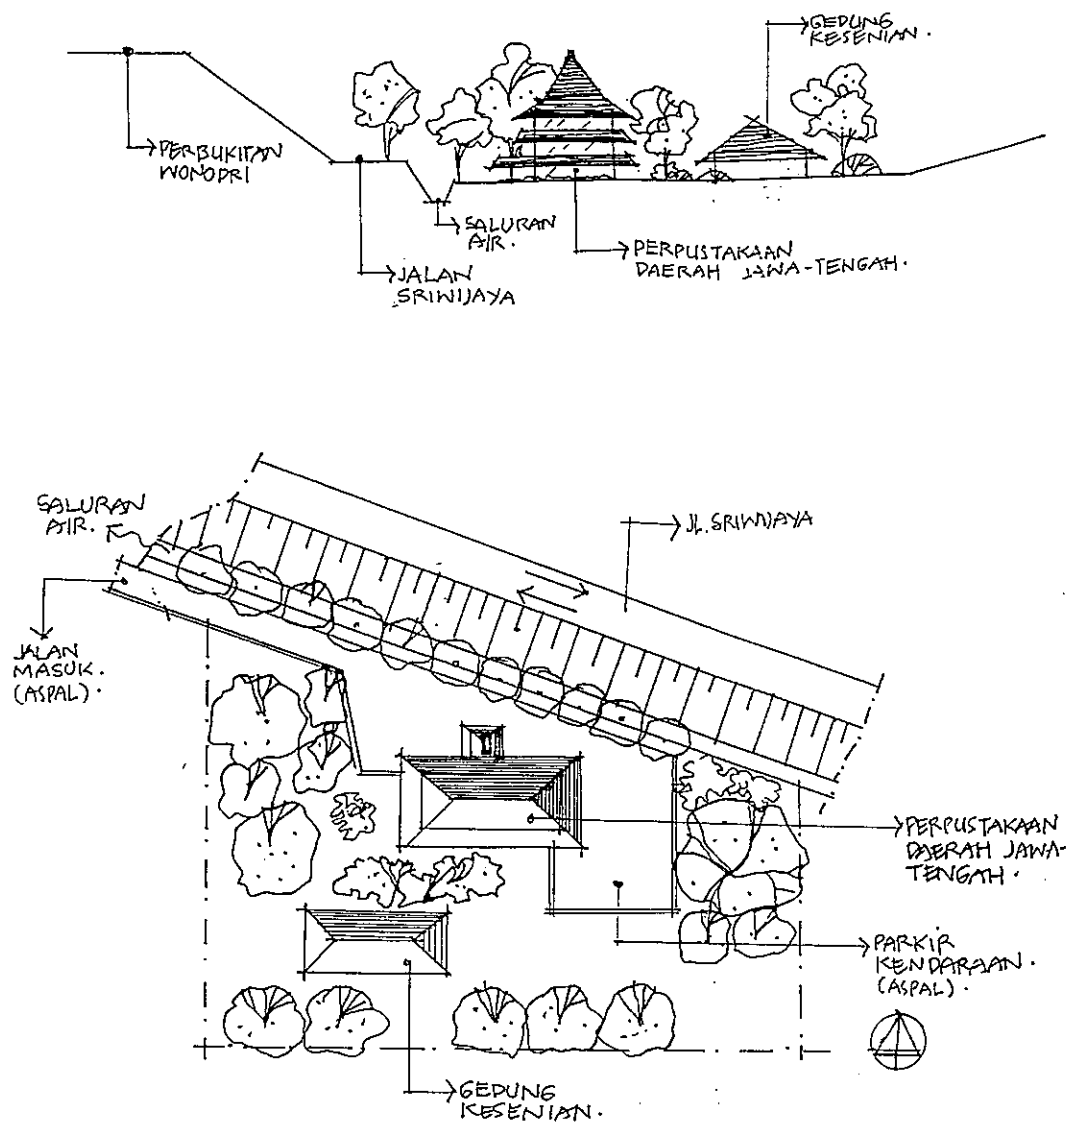 GEDUNG
KESENIAN.
PERBUKITAN
WONODRI
SALURAN
AIR.
PERPUSTAKAAN
DAERAH JAWA-TENGAH.
JALAN
SRIWIJAYA
SALURAN
AIR.
JL. SRIWIJAYA
JALAN
MASUK.
(ASPAL).
PERPUSTAKAAN
DAERAH JAWA-
TENGAH.
PARKIR
KENDARAAN.
(ASPAL).
GEDUNG
KESENIAN.